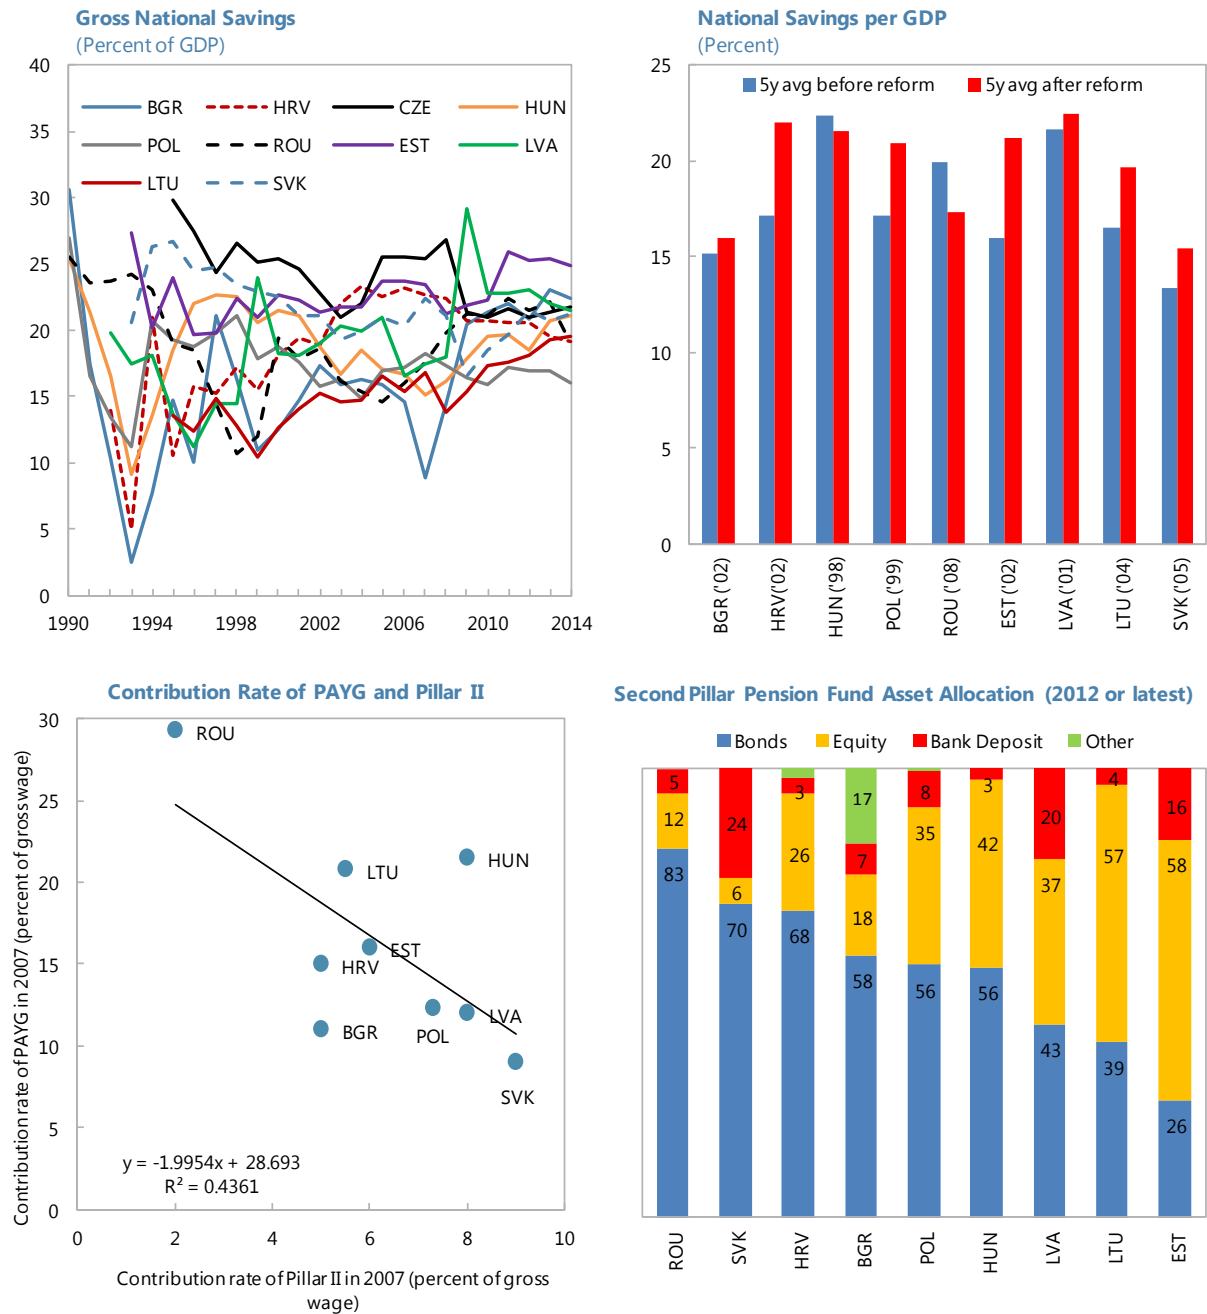 Gross National Savings
(Percent of GDP)
40
35
30
25
20
15
10
5
0
BGR HRV CZE HUN
POL ROU EST LVA
LTU SVK
1990 1994 1998 2002 2006 2010 2014
National Savings per GDP
(Percent)
25
20
15
10
5
0
5y avg before reform 5y avg after reform
BGR ('02)
HRV('02)
HUN ('98)
POL ('99)
ROU ('08)
EST ('02)
LVA ('01)
LTU ('04)
SVK ('05)
Contribution Rate of PAYG and Pillar II
Contribution rate of PAYG in 2007 (percent of gross wage)
30
25
20
15
10
5
0
ROU
LTU
HUN
EST
HRV
BGR
POL
LVA
SVK
y = -1.9954x + 28.693
R² = 0.4361
0 2 4 6 8 10
Contribution rate of Pillar II in 2007 (percent of gross
wage)
Second Pillar Pension Fund Asset Allocation (2012 or latest)
Bonds Equity Bank Deposit Other
5
12
83
24
6
70
3
26
68
17
7
18
58
8
35
56
3
42
56
20
37
43
4
57
39
16
58
26
ROU
SVK
HRV
BGR
POL
HUN
LVA
LTU
EST